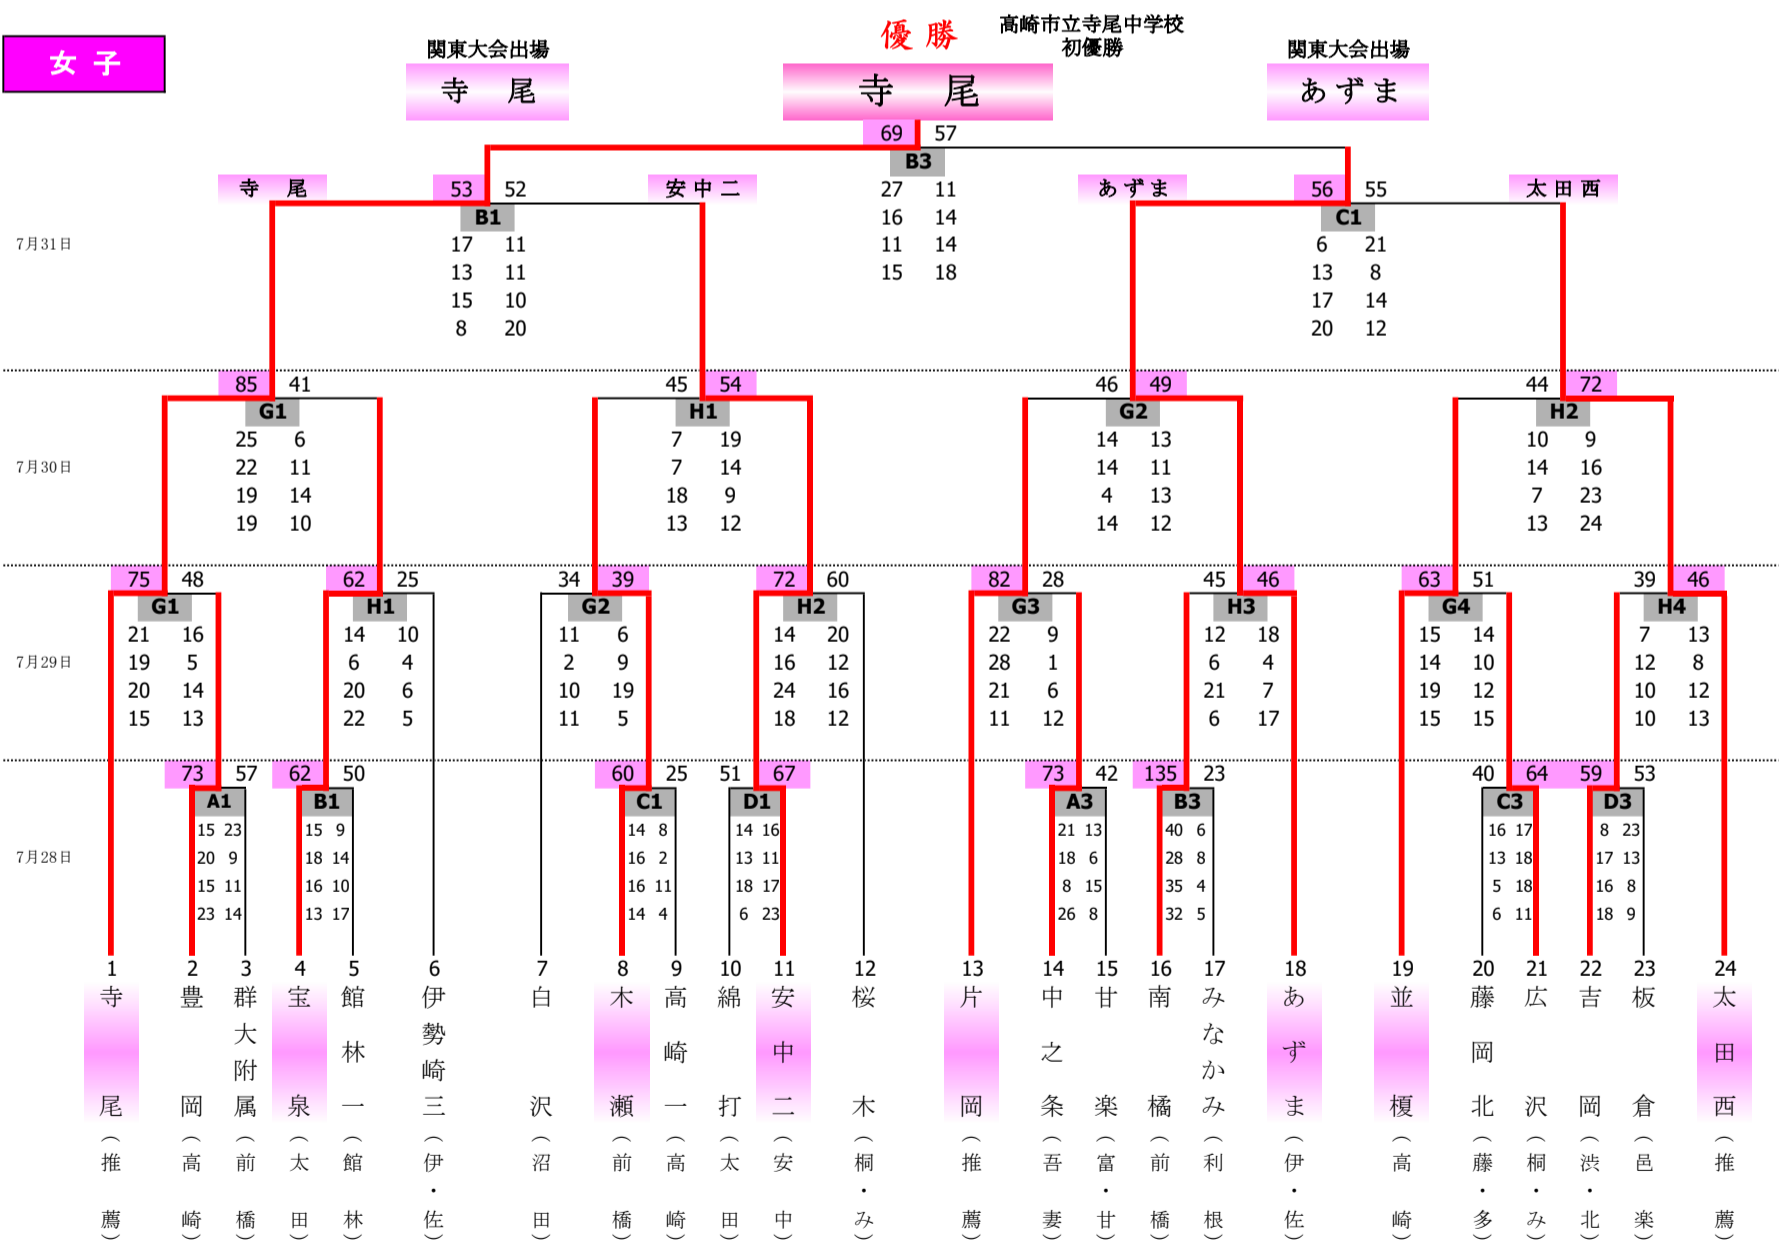 女子
優勝
高崎市立寺尾中学校
初優勝
関東大会出場
関東大会出場
寺尾
寺尾
あずま
69 57
B3
27 11
16 14
11 14
15 18
7月31日
寺尾 53 52 安中二
B1
17 11
13 11
15 10
8 20
あずま 56 55 太田西
C1
6 21
13 8
17 14
20 12
7月30日
85 41
G1
25 6
22 11
19 14
19 10
45 54
H1
7 19
7 14
18 9
13 12
46 49
G2
14 13
14 11
4 13
14 12
44 72
H2
10 9
14 16
7 23
13 24
7月29日
75 48
G1
21 16
19 5
20 14
15 13
62 25
H1
14 10
6 4
20 6
22 5
34 39
G2
11 6
2 9
10 19
11 5
72 60
H2
14 20
16 12
24 16
18 12
82 28
G3
22 9
28 1
21 6
11 12
45 46
H3
12 18
6 4
21 7
6 17
63 51
G4
15 14
14 10
19 12
15 15
39 46
H4
7 13
12 8
10 12
10 13
7月28日
73 57
A1
15 23
20 9
15 11
23 14
62 50
B1
15 9
18 14
16 10
13 17
60 25
C1
14 8
16 2
16 11
14 4
51 67
D1
14 16
13 11
18 17
6 23
73 42
A3
21 13
18 6
8 15
26 8
135 23
B3
40 6
28 8
35 4
32 5
40 64
C3
16 17
13 18
5 18
6 11
59 53
D3
8 23
17 13
16 8
18 9
1 寺尾(推薦)
2 豊岡(高崎)
3 群大附属(前橋)
4 宝泉(太田)
5 館林一(館林)
6 伊勢崎三(伊・佐)
7 白沢(沼田)
8 木瀬(前橋)
9 高崎一(高崎)
10 綿打(太田)
11 安中二(安中)
12 桜木(桐・み)
13 片岡(推薦)
14 中之条(吾妻)
15 甘楽(富・甘)
16 南橘(前橋)
17 みなかみ(利根)
18 あずま(伊・佐)
19 並榎(高崎)
20 藤岡北(藤・多)
21 広沢(桐・み)
22 吉岡(渋・北)
23 板倉(邑楽)
24 太田西(推薦)